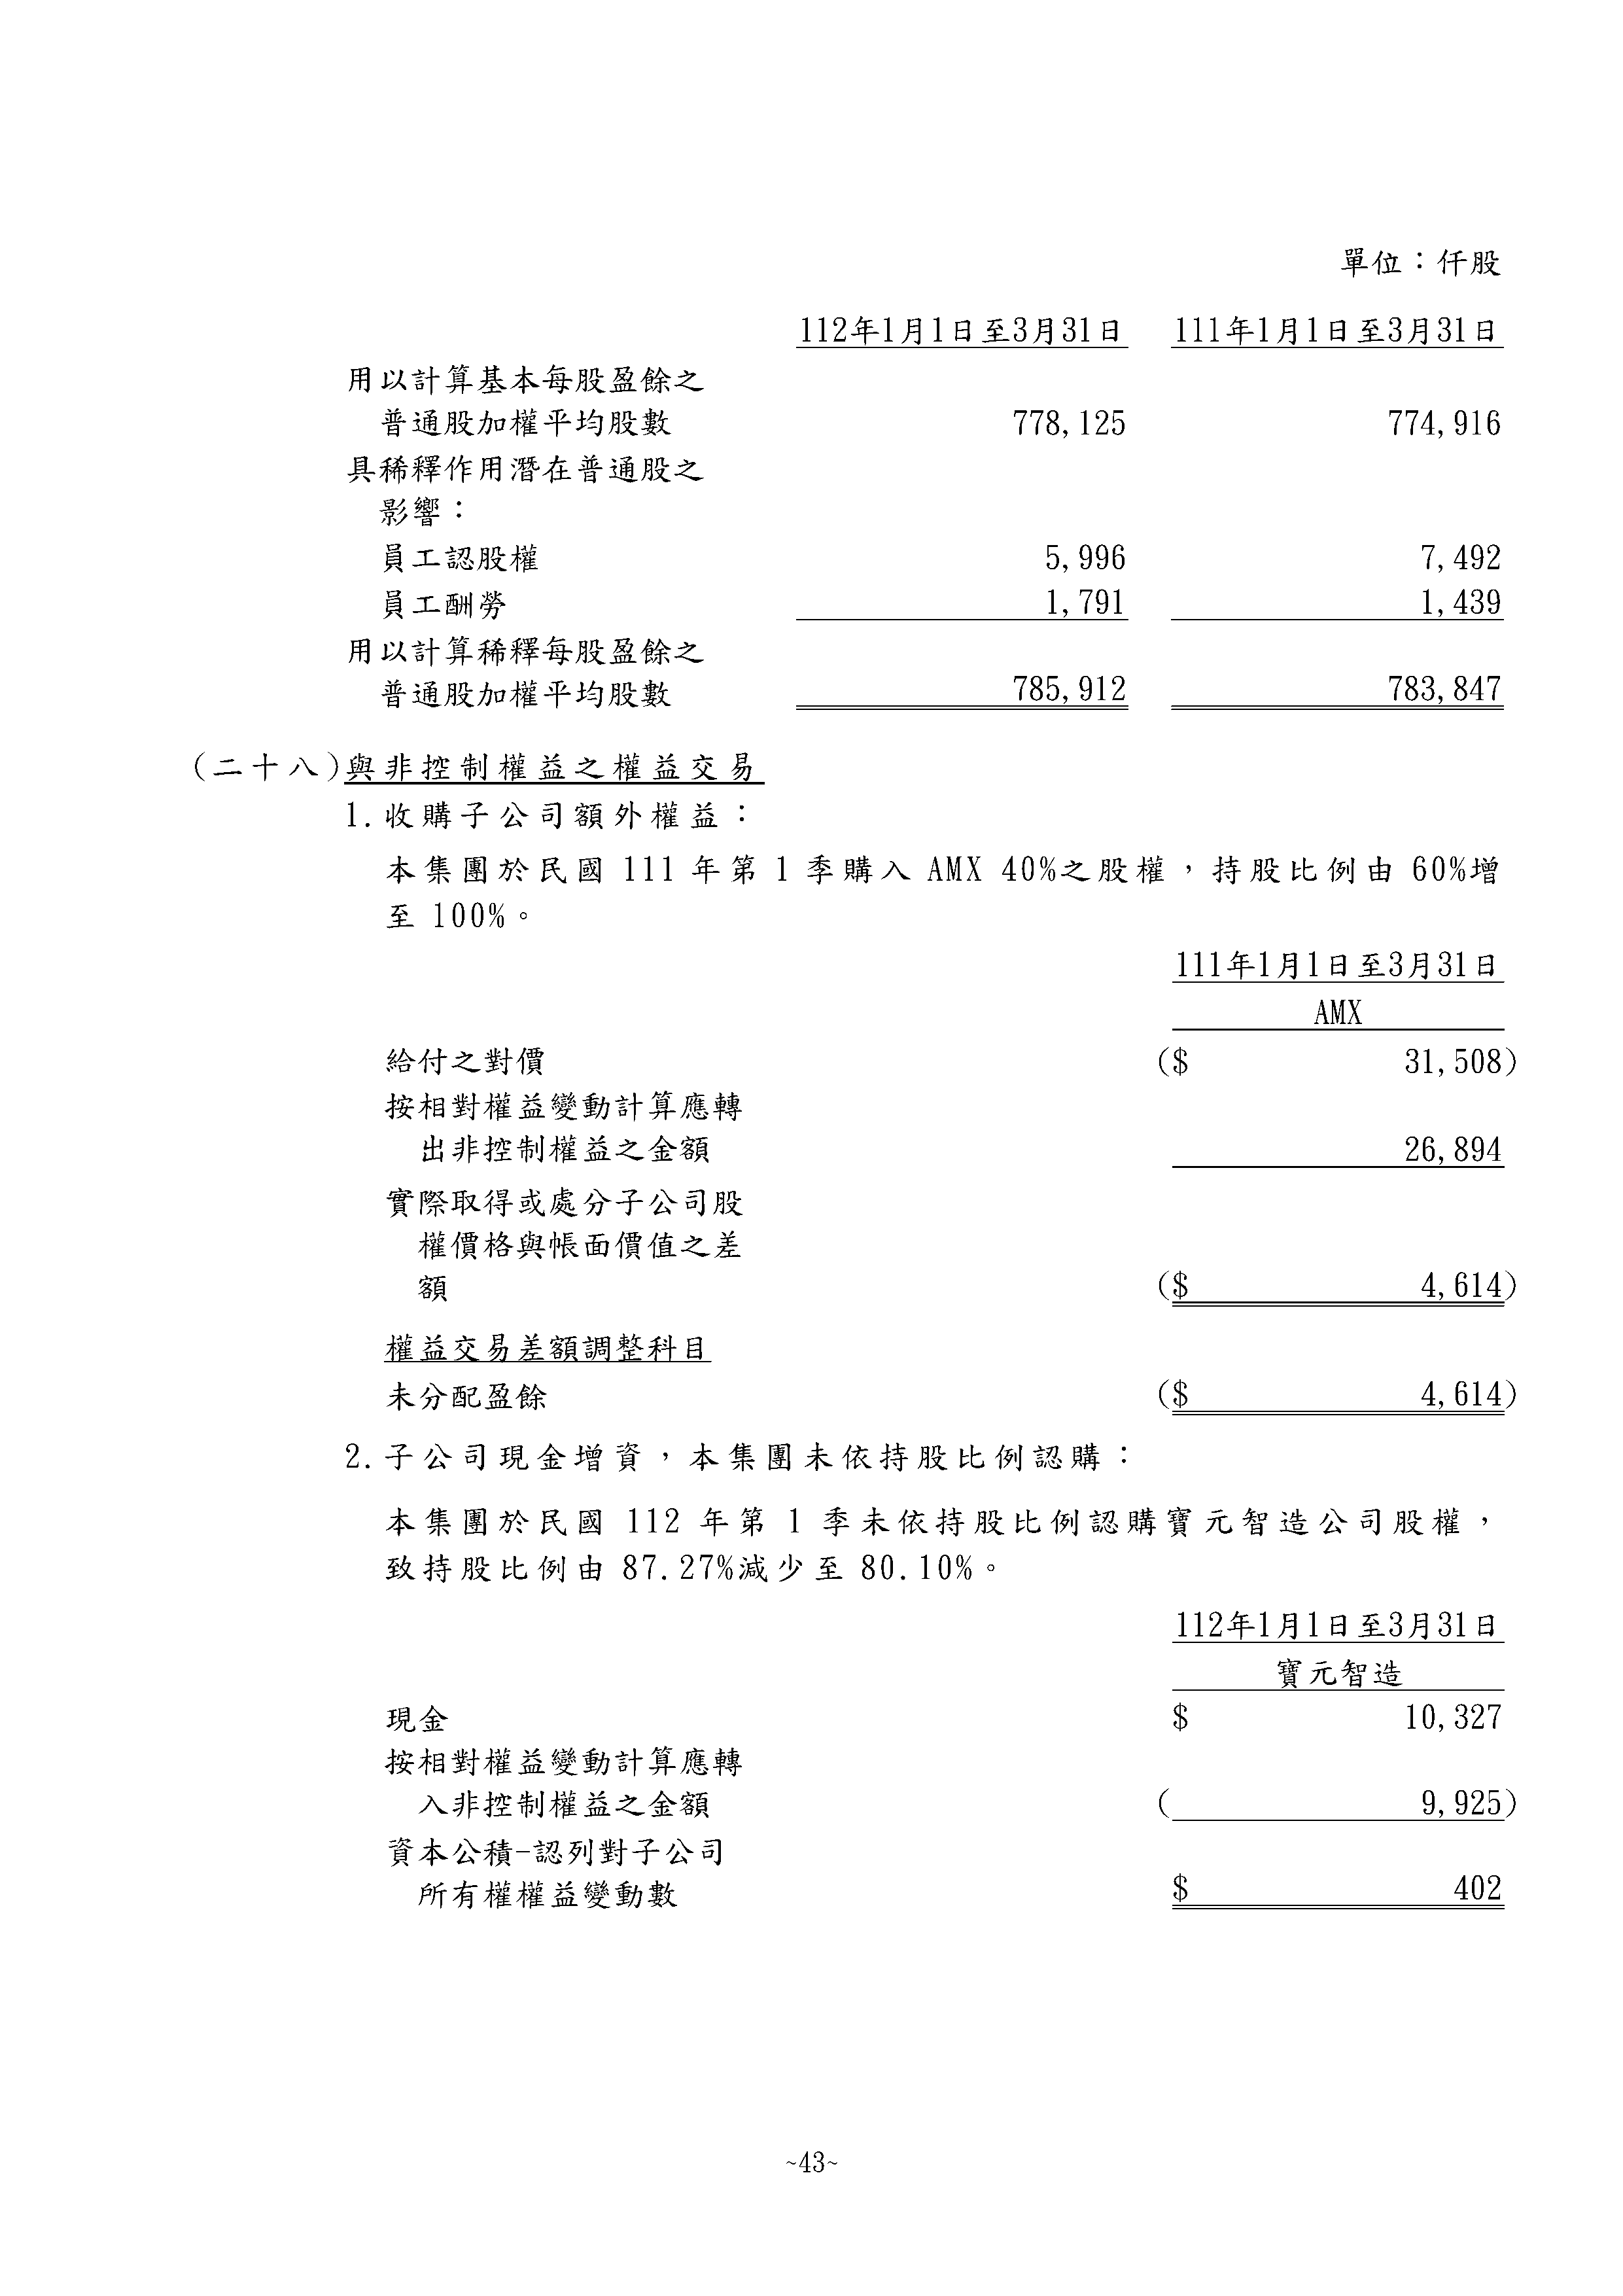 單位：仟股
112年1月1日至3月31日 111年1月1日至3月31日
用以計算基本每股盈餘之
普通股加權平均股數 778,125 774,916
具稀釋作用潛在普通股之
影響：
員工認股權 5,996 7,492
員工酬勞 1,791 1,439
用以計算稀釋每股盈餘之
普通股加權平均股數 785,912 783,847
(二十八)與非控制權益之權益交易
1.收購子公司額外權益：
本集團於民國 111 年第 1 季購入 AMX 40%之股權，持股比例由 60%增
至 100%。
111年1月1日至3月31日
AMX
給付之對價 ($ 31,508)
按相對權益變動計算應轉
出非控制權益之金額 26,894
實際取得或處分子公司股
權價格與帳面價值之差
額 ($ 4,614)
權益交易差額調整科目
未分配盈餘 ($ 4,614)
2.子公司現金增資，本集團未依持股比例認購：
本集團於民國 112 年第 1 季未依持股比例認購寶元智造公司股權，
致持股比例由 87.27%減少至 80.10%。
112年1月1日至3月31日
寶元智造
現金 $ 10,327
按相對權益變動計算應轉
入非控制權益之金額 ( 9,925)
資本公積-認列對子公司
所有權權益變動數 $ 402
~43~